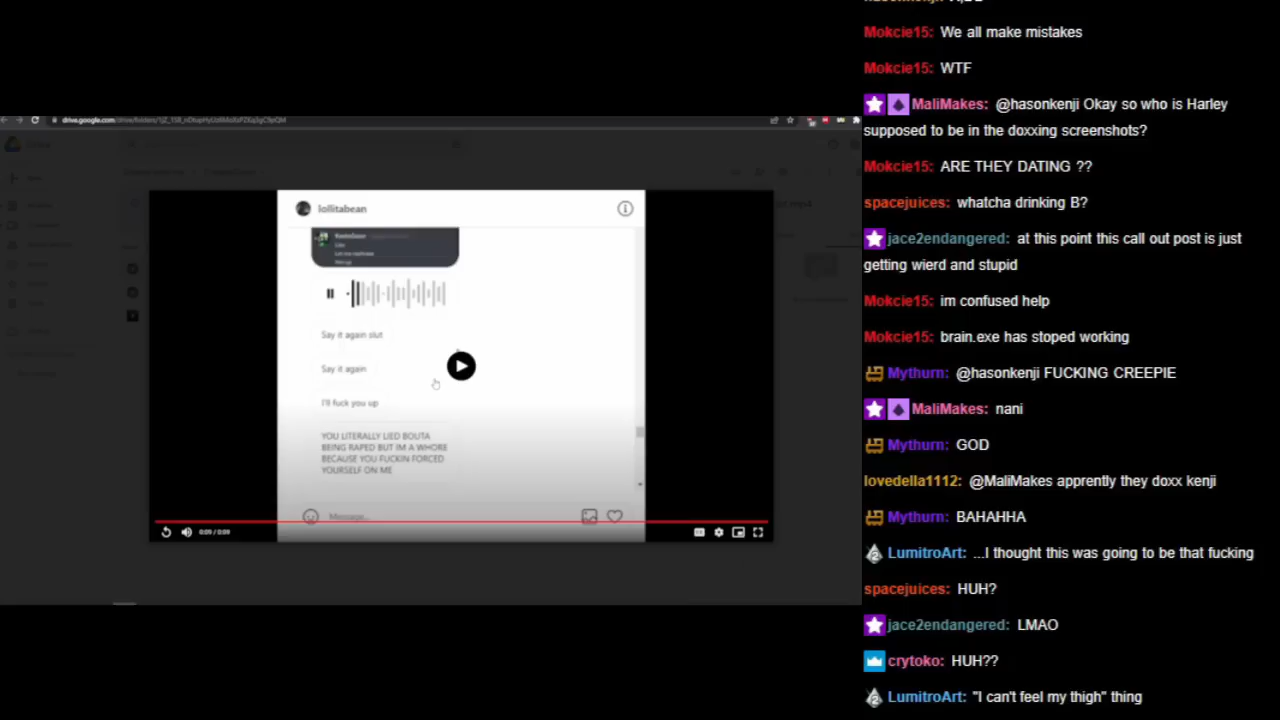 lollitabean
Say it again slut
Say it again
I'll fuck you up
YOU LITERALLY LIED BOUTA
BEING RAPED BUT IM A WHORE
BECAUSE YOU FUCKIN FORCED
YOURSELF ON ME
Message...
0:09 / 0:09
Mokcie15: We all make mistakes
Mokcie15: WTF
MaliMakes: @hasonkenji Okay so who is Harley
supposed to be in the doxxing screenshots?
Mokcie15: ARE THEY DATING ??
spacejuices: whatcha drinking B?
jace2endangered: at this point this call out post is just
getting wierd and stupid
Mokcie15: im confused help
Mokcie15: brain.exe has stoped working
Mythurn: @hasonkenji FUCKING CREEPIE
MaliMakes: nani
Mythurn: GOD
lovedella1112: @MaliMakes apprently they doxx kenji
Mythurn: BAHAHHA
LumitroArt: ...I thought this was going to be that fucking
spacejuices: HUH?
jace2endangered: LMAO
crytoko: HUH??
LumitroArt: "I can't feel my thigh" thing